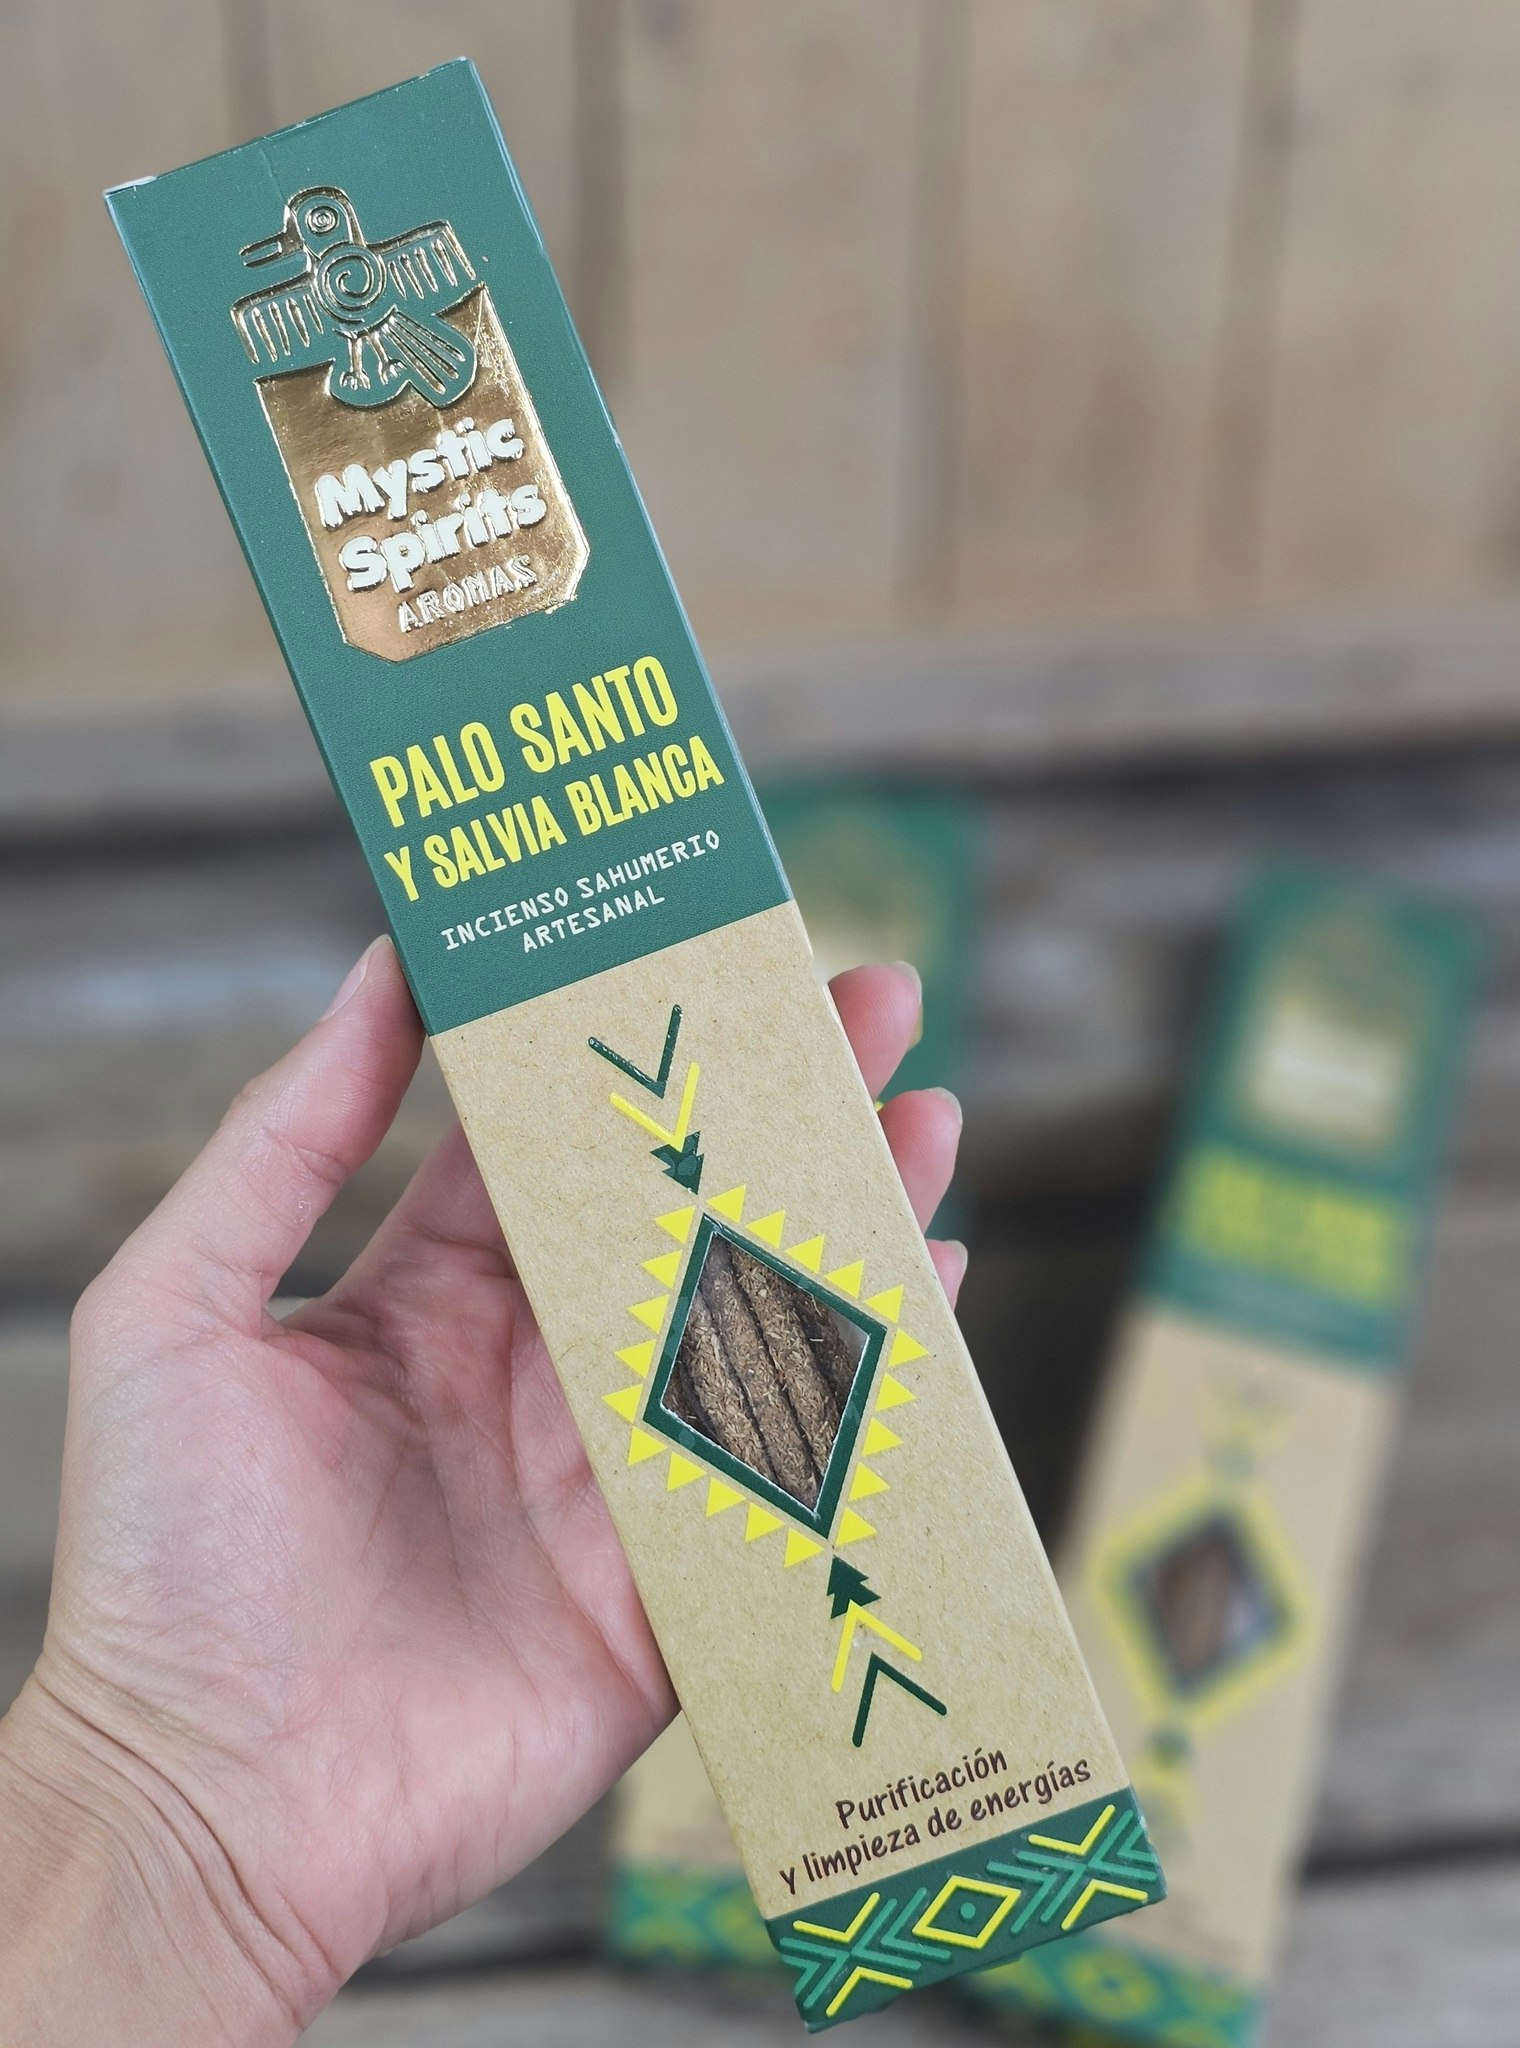 Mystic
Spirits
AROMAS
PALO SANTO
Y SALVIA BLANCA
INCIENSO SAHUMERIO
ARTESANAL
Purificación
y limpieza de energías